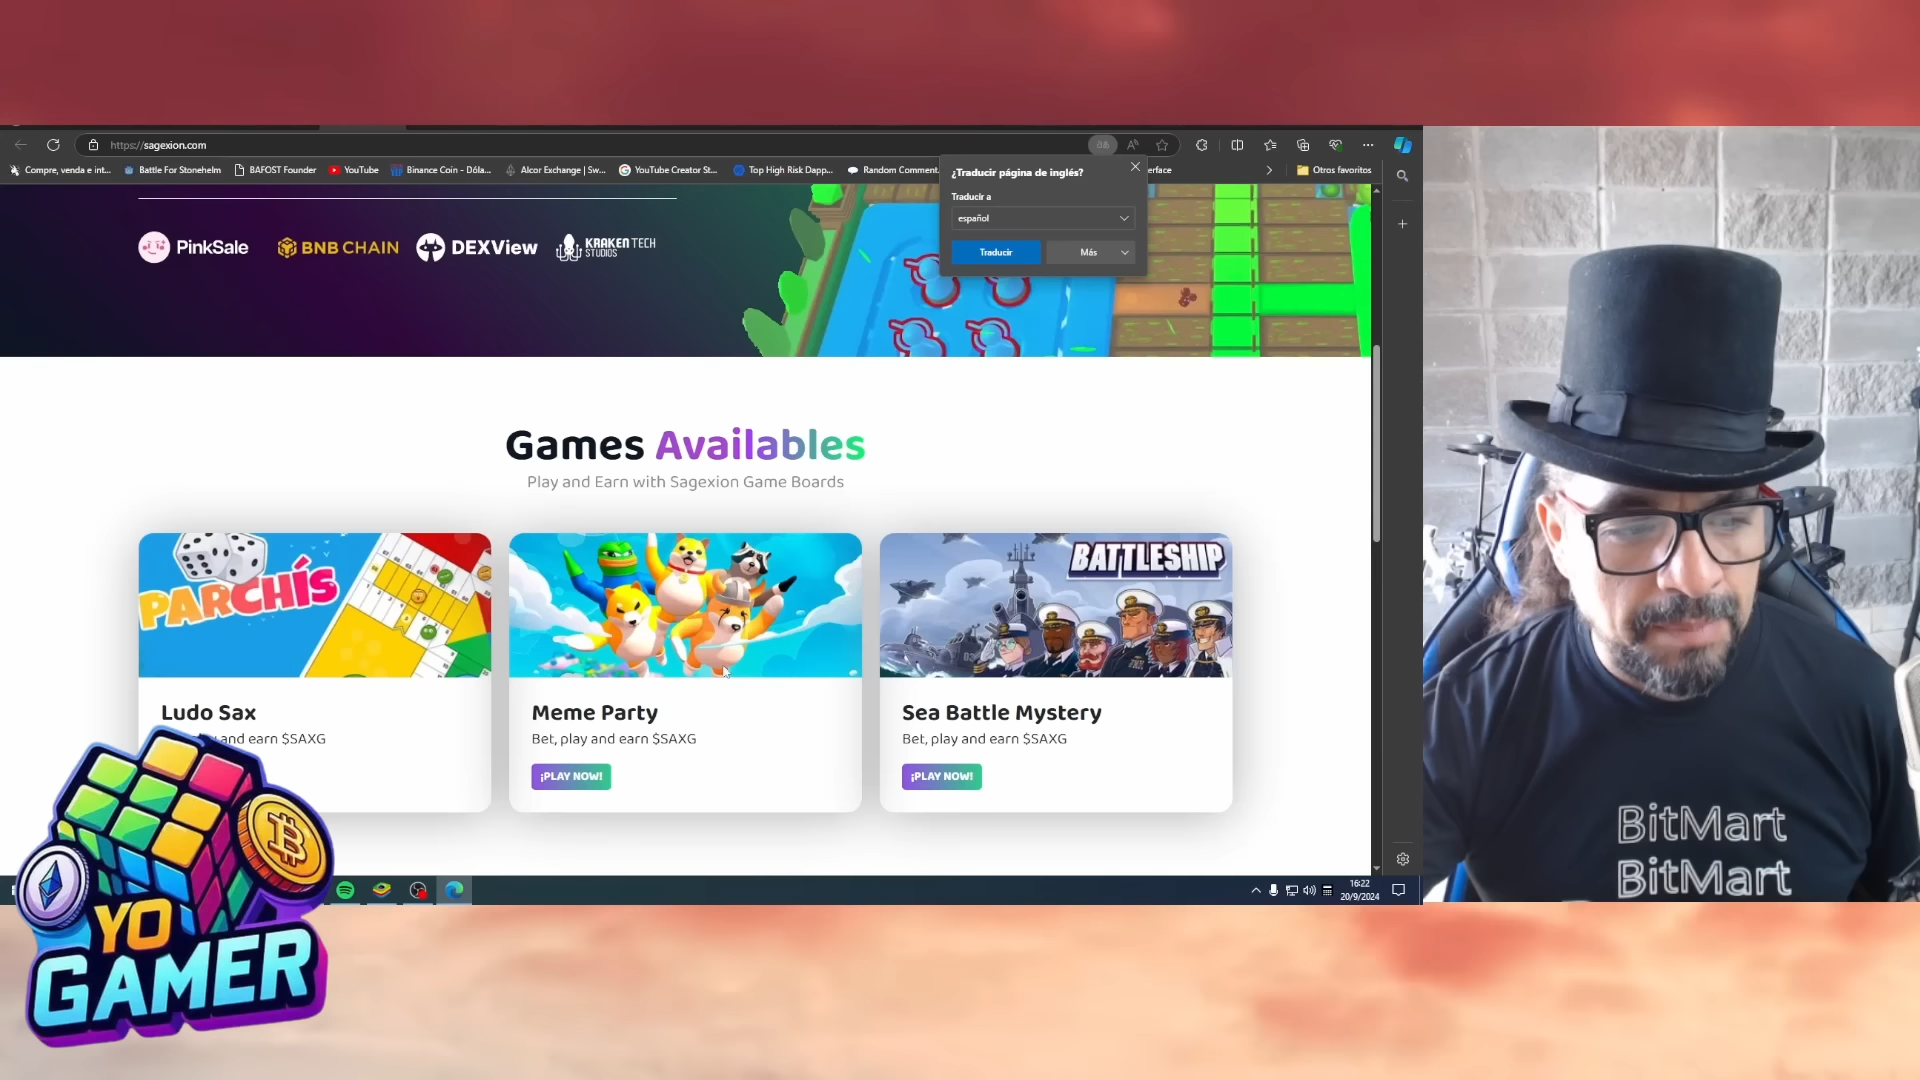 https://sagexion.com
Compre, venda e int...
Battle For Stonehelm
BAFOST Founder
YouTube
Binance Coin - Dóla...
Alcor Exchange | Sw...
YouTube Creator St...
Top High Risk Dapp...
Random Comment
erface
Otros favoritos
¿Traducir página de inglés?
Traducir a
español
Traducir
Más
PinkSale
BNB CHAIN
DEXView
KRAKEN TECH
STUDIOS
Games Availables
Play and Earn with Sagexion Game Boards
PARCHÍS
BATTLESHIP
Ludo Sax
and earn $SAXG
Meme Party
Bet, play and earn $SAXG
¡PLAY NOW!
Sea Battle Mystery
Bet, play and earn $SAXG
¡PLAY NOW!
BitMart
BitMart
YO
GAMER
16:22
20/9/2024